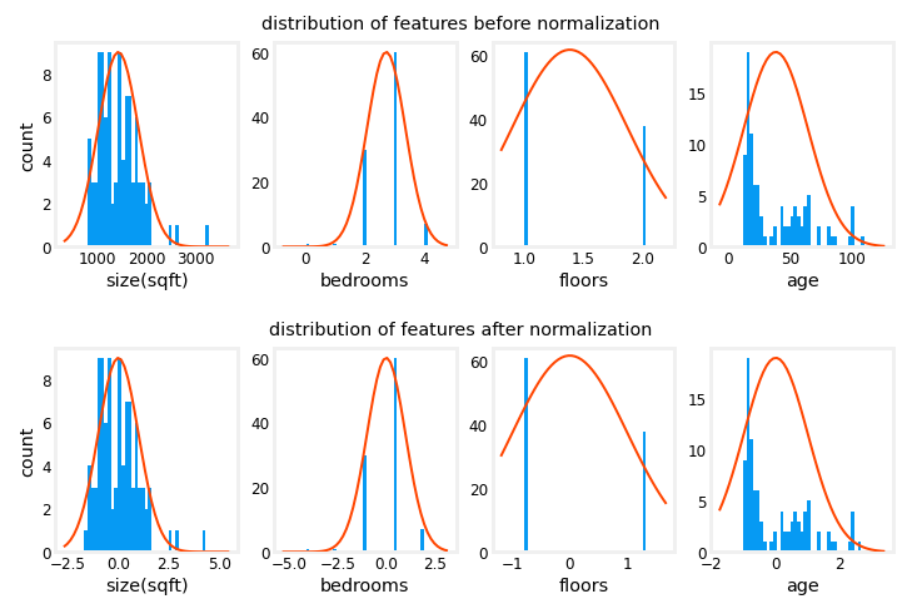 distribution of features before normalization
8
6
4
2
0
count
1000 2000 3000
size(sqft)
60
40
20
0
0 2 4
bedrooms
60
40
20
0
1.0 1.5 2.0
floors
15
10
5
0
0 50 100
age
distribution of features after normalization
8
6
4
2
0
count
−2.5 0.0 2.5 5.0
size(sqft)
60
40
20
0
−5.0 −2.5 0.0 2.5
bedrooms
60
40
20
0
−1 0 1
floors
15
10
5
0
−2 0 2
age